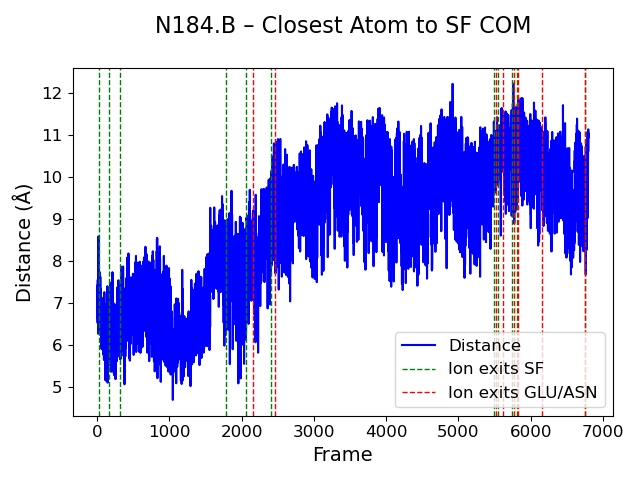 N184.B – Closest Atom to SF COM
Distance (Å)
12
11
10
9
8
7
6
5
Distance
Ion exits SF
Ion exits GLU/ASN
0
1000
2000
3000
4000
5000
6000
7000
Frame